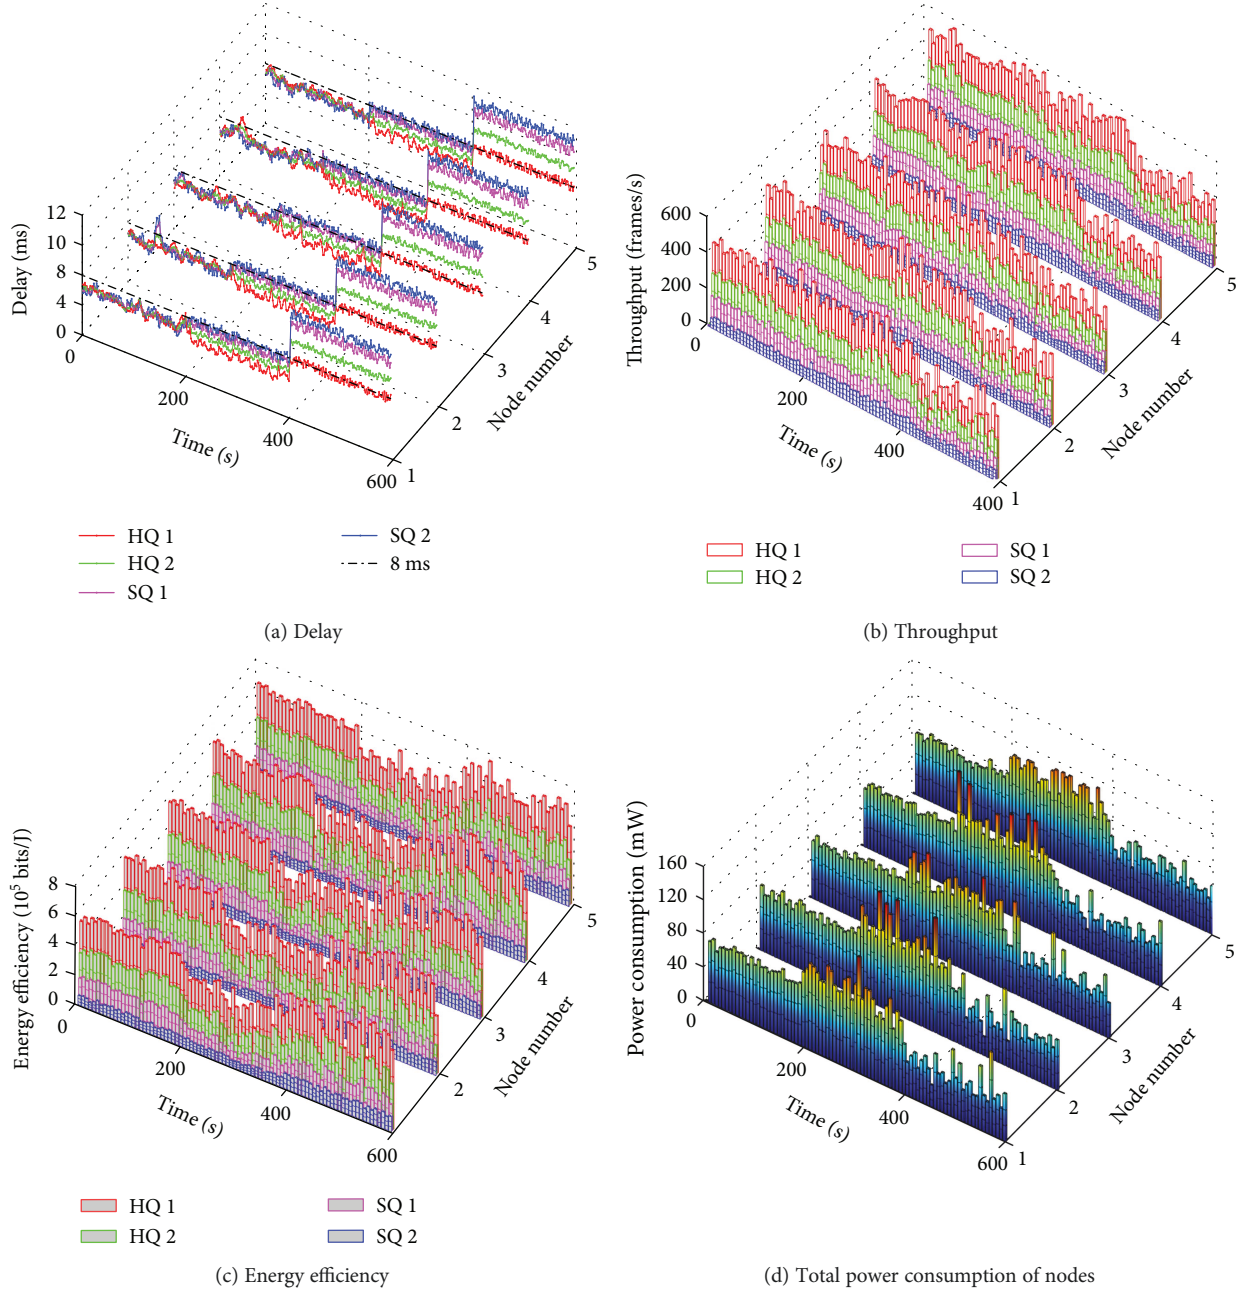 12
10
8
4
0
Delay (ms)
0
200
400
600
Time (s)
1
2
3
4
5
Node number
HQ 1
HQ 2
SQ 1
SQ 2
8 ms
(a) Delay
600
400
200
0
Throughput (frames/s)
0
200
400
400
Time (s)
1
2
3
4
5
Node number
HQ 1
HQ 2
SQ 1
SQ 2
(b) Throughput
8
6
4
2
0
Energy efficiency (10⁵ bits/J)
0
200
400
600
Time (s)
2
3
4
5
Node number
HQ 1
HQ 2
SQ 1
SQ 2
(c) Energy efficiency
160
120
80
40
0
Power consumption (mW)
0
200
400
600
Time (s)
1
2
3
4
5
Node number
(d) Total power consumption of nodes